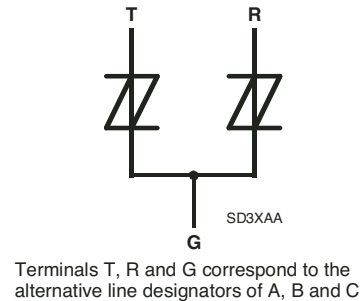 T R
SD3XAA
G
Terminals T, R and G correspond to the
alternative line designators of A, B and C